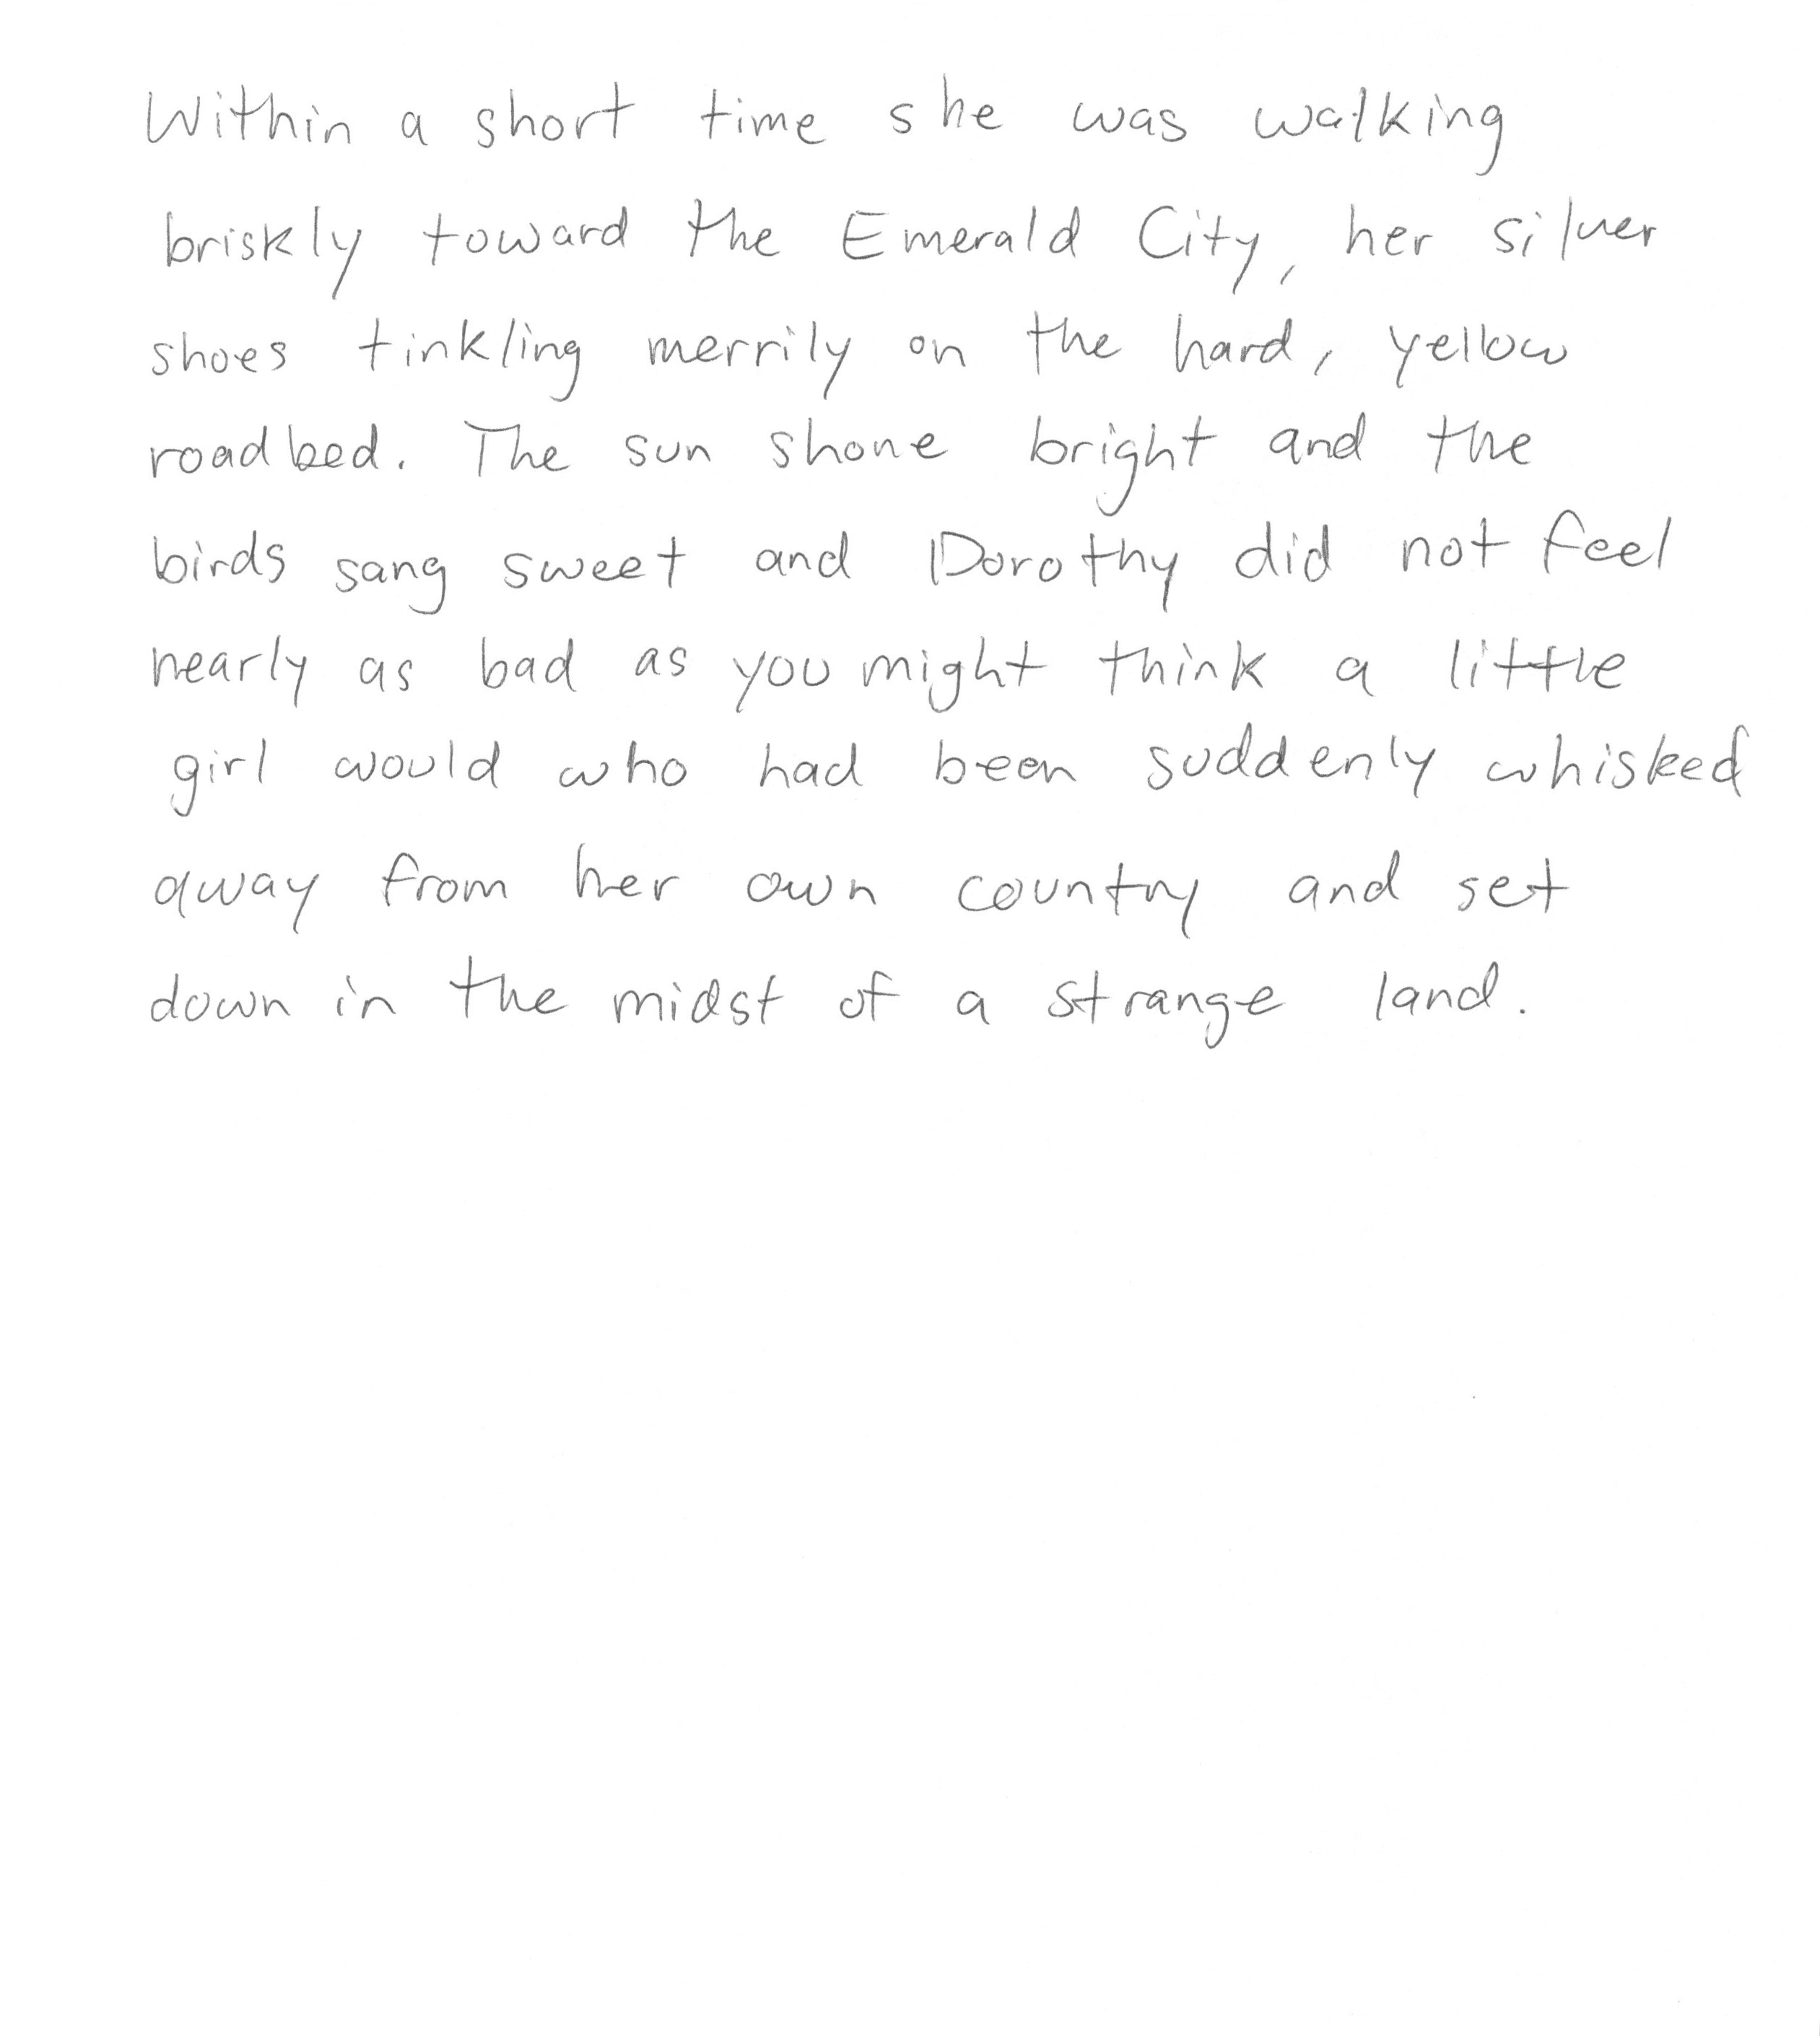 Within a short time she was walking
briskly toward the Emerald City, her silver
shoes tinkling merrily on the hard, yellow
roadbed. The sun shone bright and the
birds sang sweet and Dorothy did not feel
nearly as bad as you might think a little
girl would who had been suddenly whisked
away from her own country and set
down in the midst of a strange land.